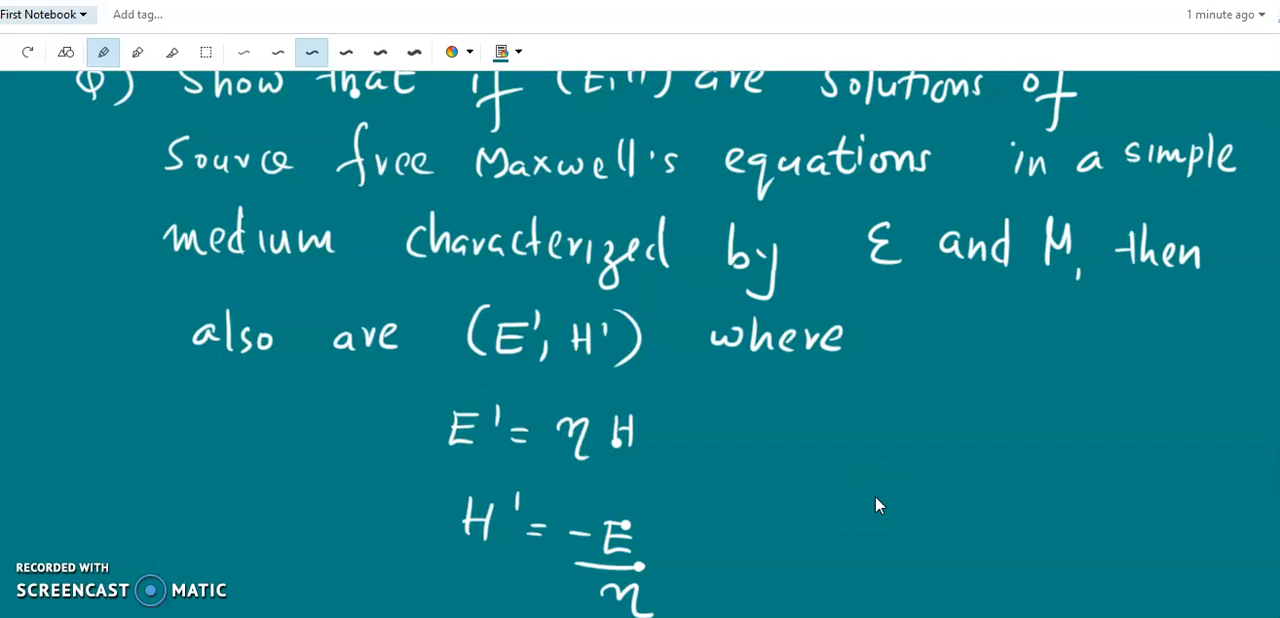 First Notebook
Add tag...
1 minute ago
Q) Show that if (E, H) are solutions of
Source free Maxwell's equations in a simple
medium characterized by ε and μ, then
also are (E', H') where
E' = η H
H' = -E
η
RECORDED WITH
SCREENCAST MATIC